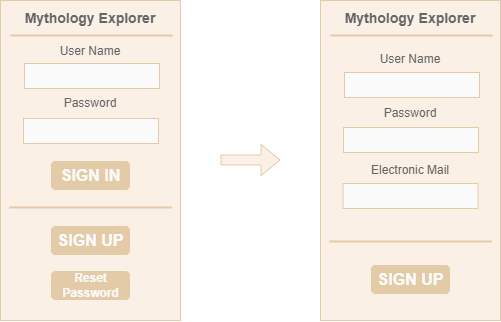 Mythology Explorer
User Name
Password
SIGN IN
SIGN UP
Reset
Password
Mythology Explorer
User Name
Password
Electronic Mail
SIGN UP